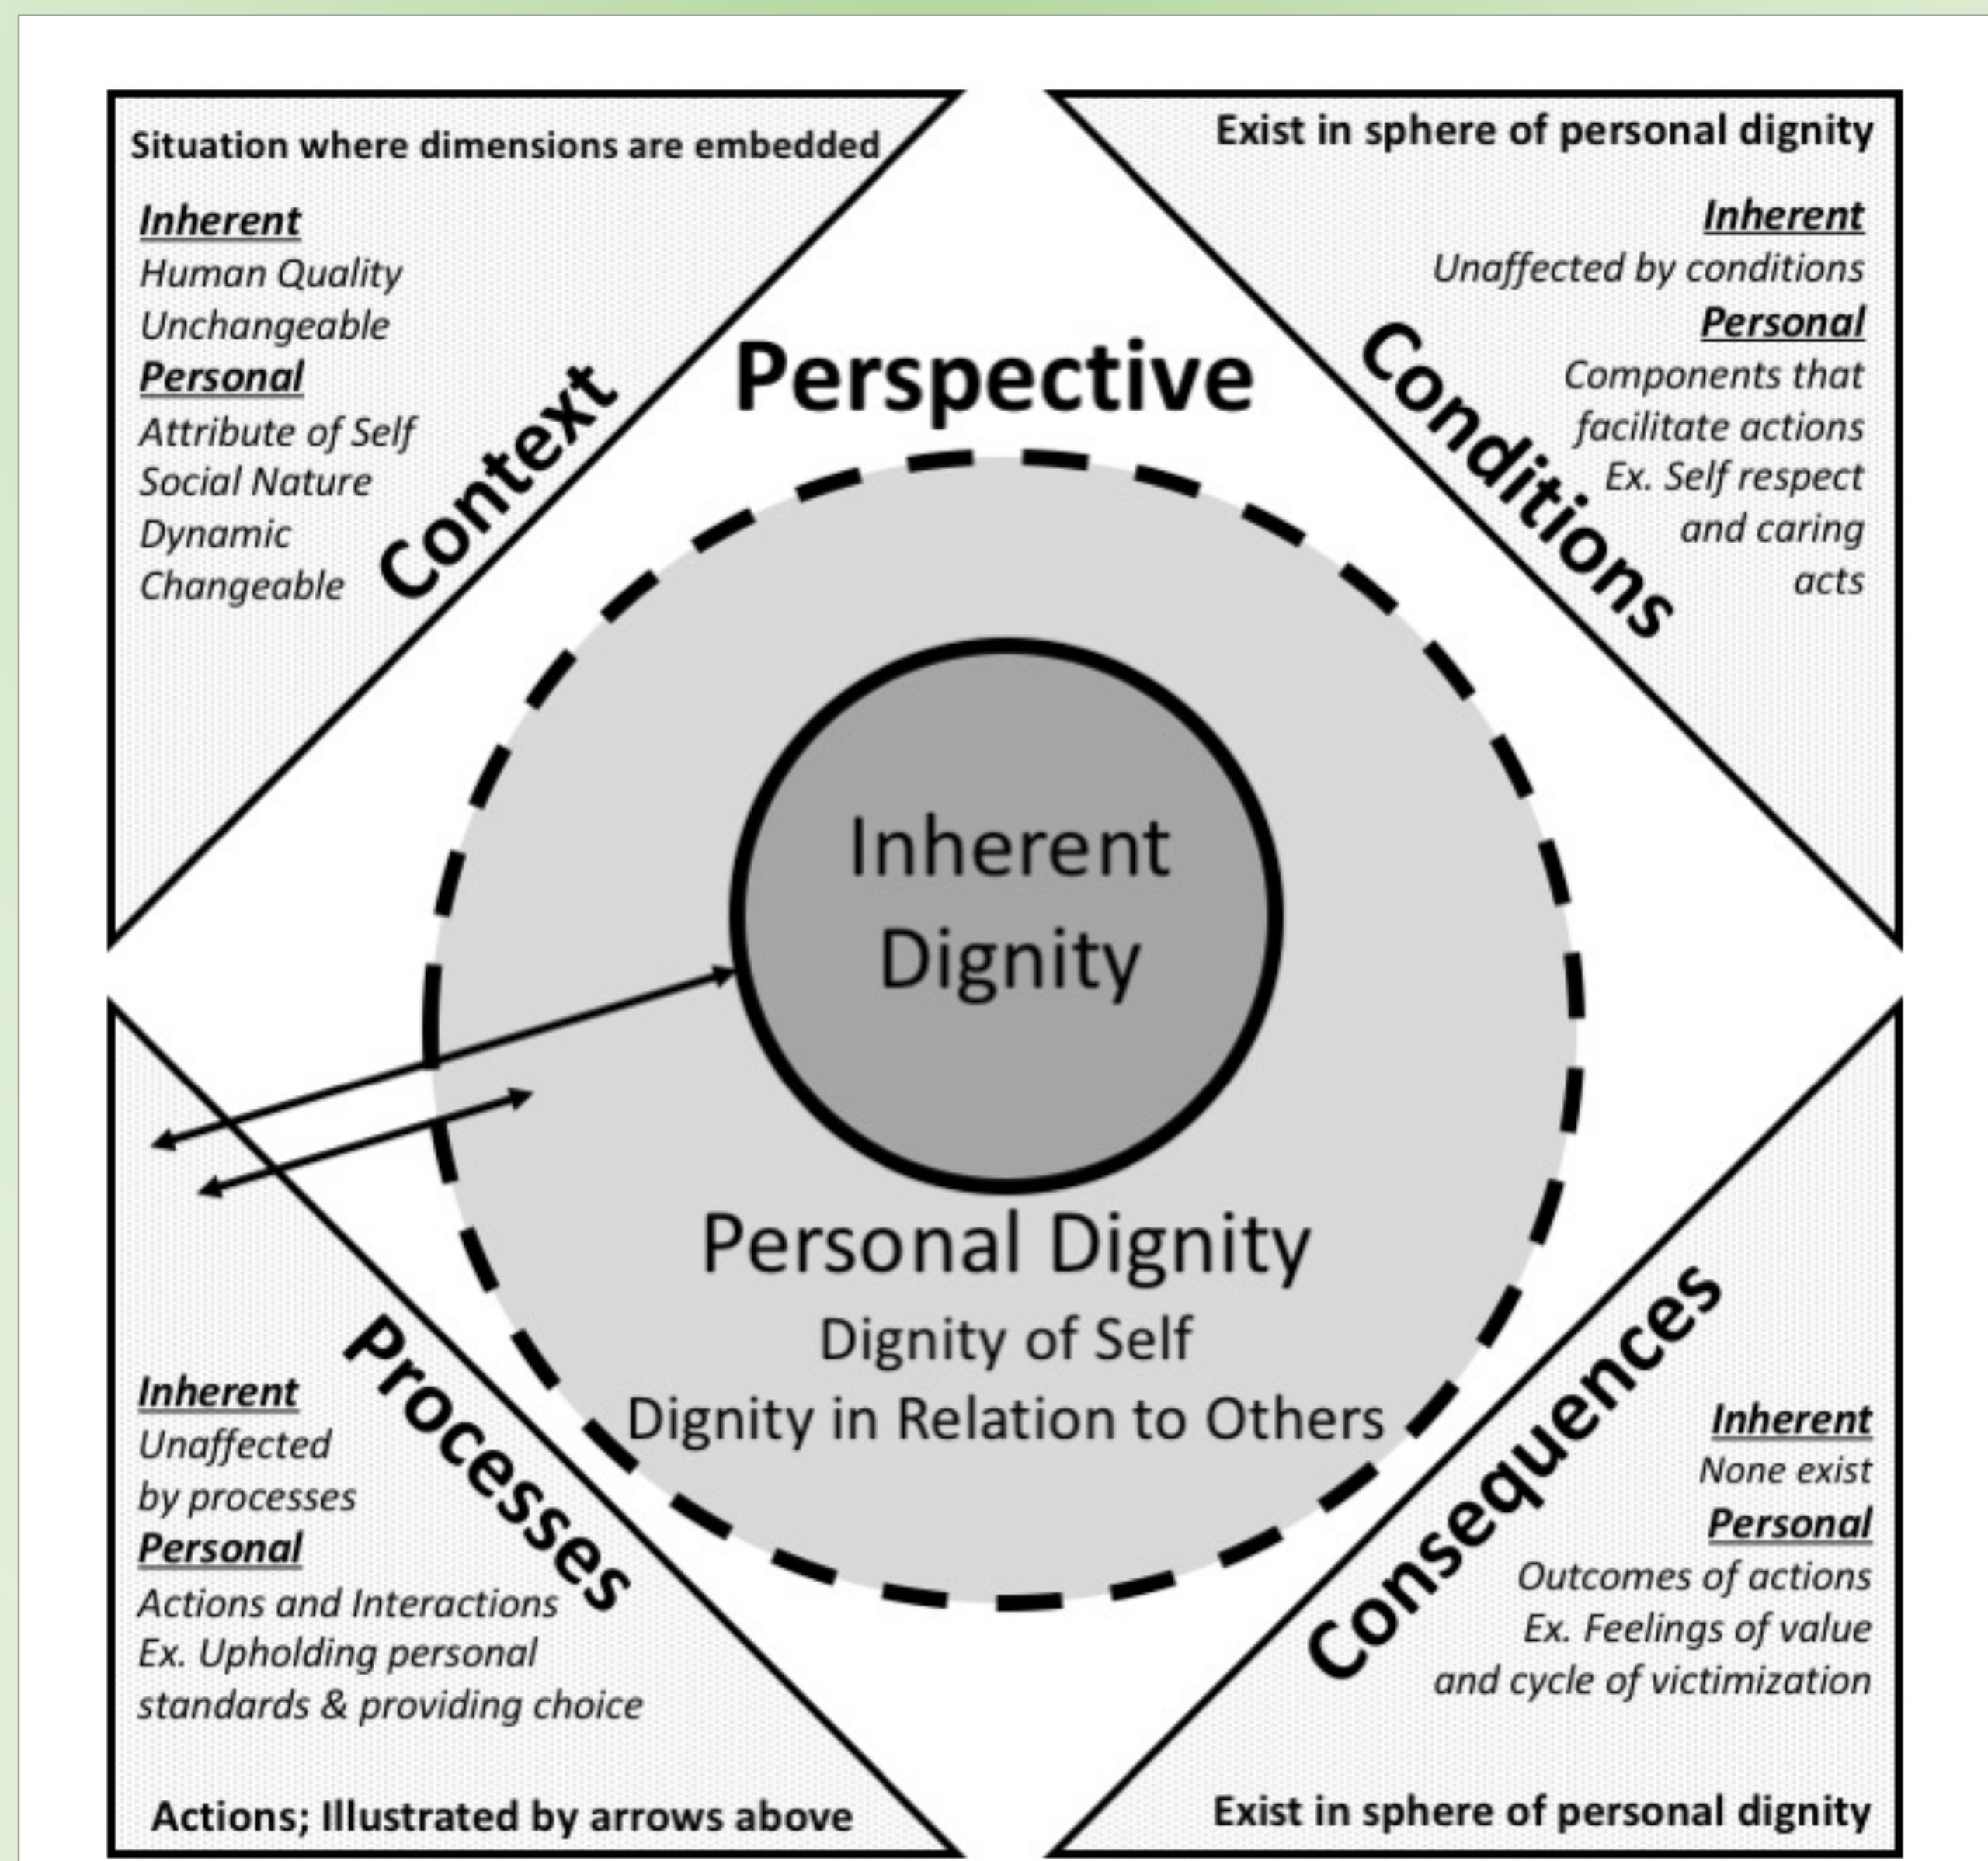 Situation where dimensions are embedded
Inherent
Human Quality
Unchangeable
Personal
Attribute of Self
Social Nature
Dynamic
Changeable
Context
Exist in sphere of personal dignity
Inherent
Unaffected by conditions
Personal
Components that
facilitate actions
Ex. Self respect
and caring
acts
Conditions
Perspective
Inherent
Dignity
Personal Dignity
Dignity of Self
Dignity in Relation to Others
Processes
Inherent
Unaffected
by processes
Personal
Actions and Interactions
Ex. Upholding personal
standards & providing choice
Actions; Illustrated by arrows above
Consequences
Inherent
None exist
Personal
Outcomes of actions
Ex. Feelings of value
and cycle of victimization
Exist in sphere of personal dignity